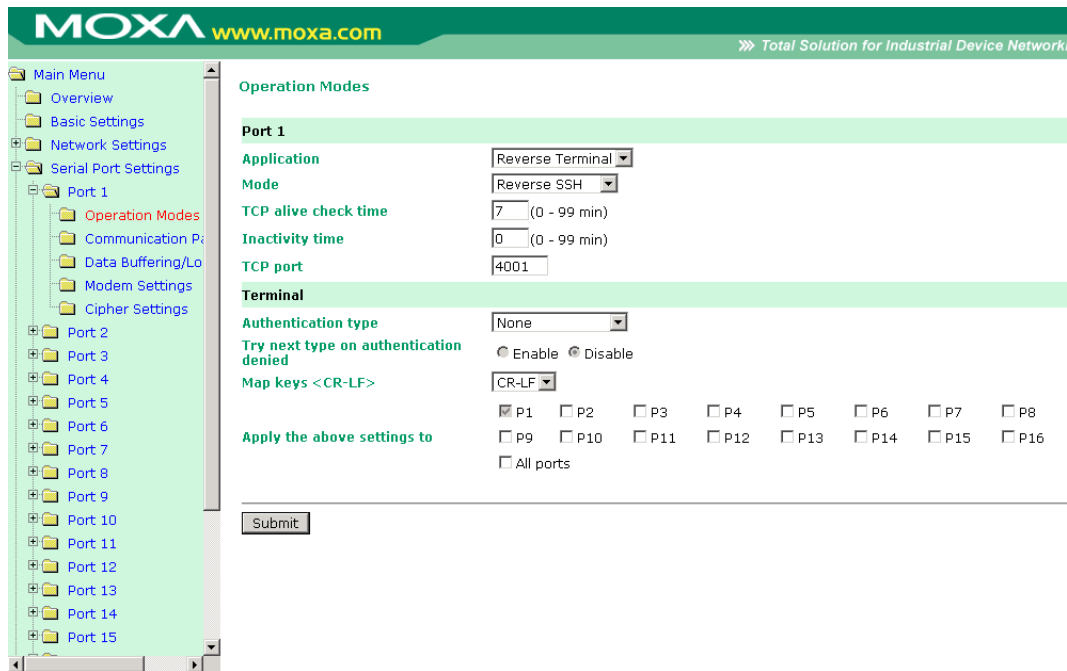 MOXA www.moxa.com
Total Solution for Industrial Device Network
Main Menu
Overview
Basic Settings
Network Settings
Serial Port Settings
Port 1
Operation Modes
Communication Pa
Data Buffering/Lo
Modem Settings
Cipher Settings
Port 2
Port 3
Port 4
Port 5
Port 6
Port 7
Port 8
Port 9
Port 10
Port 11
Port 12
Port 13
Port 14
Port 15
Operation Modes
Port 1
Application Reverse Terminal
Mode Reverse SSH
TCP alive check time 7 (0 - 99 min)
Inactivity time 0 (0 - 99 min)
TCP port 4001
Terminal
Authentication type None
Try next type on authentication
denied Enable Disable
Map keys <CR-LF> CR-LF
P1 P2 P3 P4 P5 P6 P7 P8
Apply the above settings to P9 P10 P11 P12 P13 P14 P15 P16
All ports
Submit